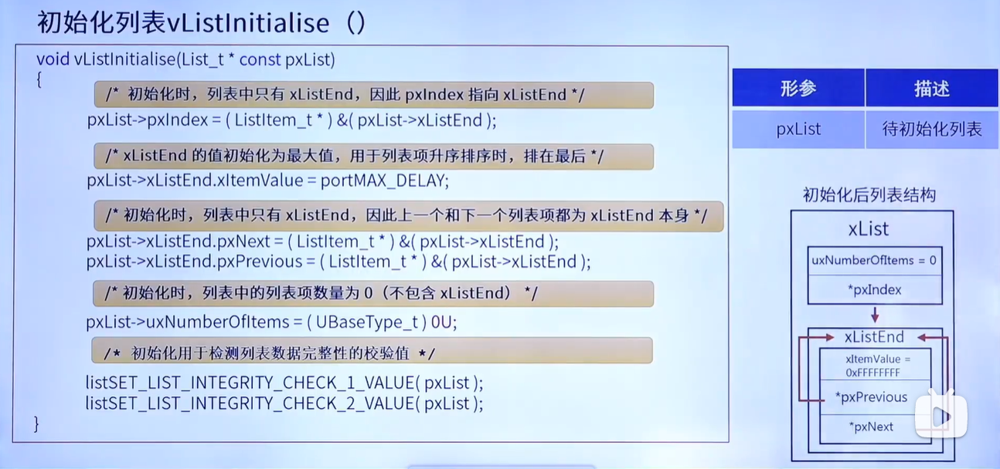 初始化列表vListInitialise（）
void vListInitialise(List_t * const pxList)
{
/* 初始化时，列表中只有 xListEnd，因此 pxIndex 指向 xListEnd */
pxList->pxIndex = ( ListItem_t * ) &( pxList->xListEnd );
/* xListEnd 的值初始化为最大值，用于列表项升序排序时，排在最后 */
pxList->xListEnd.xItemValue = portMAX_DELAY;
/* 初始化时，列表中只有 xListEnd，因此上一个和下一个列表项都为 xListEnd 本身 */
pxList->xListEnd.pxNext = ( ListItem_t * ) &( pxList->xListEnd );
pxList->xListEnd.pxPrevious = ( ListItem_t * ) &( pxList->xListEnd );
/* 初始化时，列表中的列表项数量为 0（不包含 xListEnd） */
pxList->uxNumberOfItems = ( UBaseType_t ) 0U;
/* 初始化用于检测列表数据完整性的校验值 */
listSET_LIST_INTEGRITY_CHECK_1_VALUE( pxList );
listSET_LIST_INTEGRITY_CHECK_2_VALUE( pxList );
}
形参 描述
pxList 待初始化列表
初始化后列表结构
xList
uxNumberOfItems = 0
*pxIndex
xListEnd
xItemValue =
0xFFFFFFFF
*pxPrevious
*pxNext